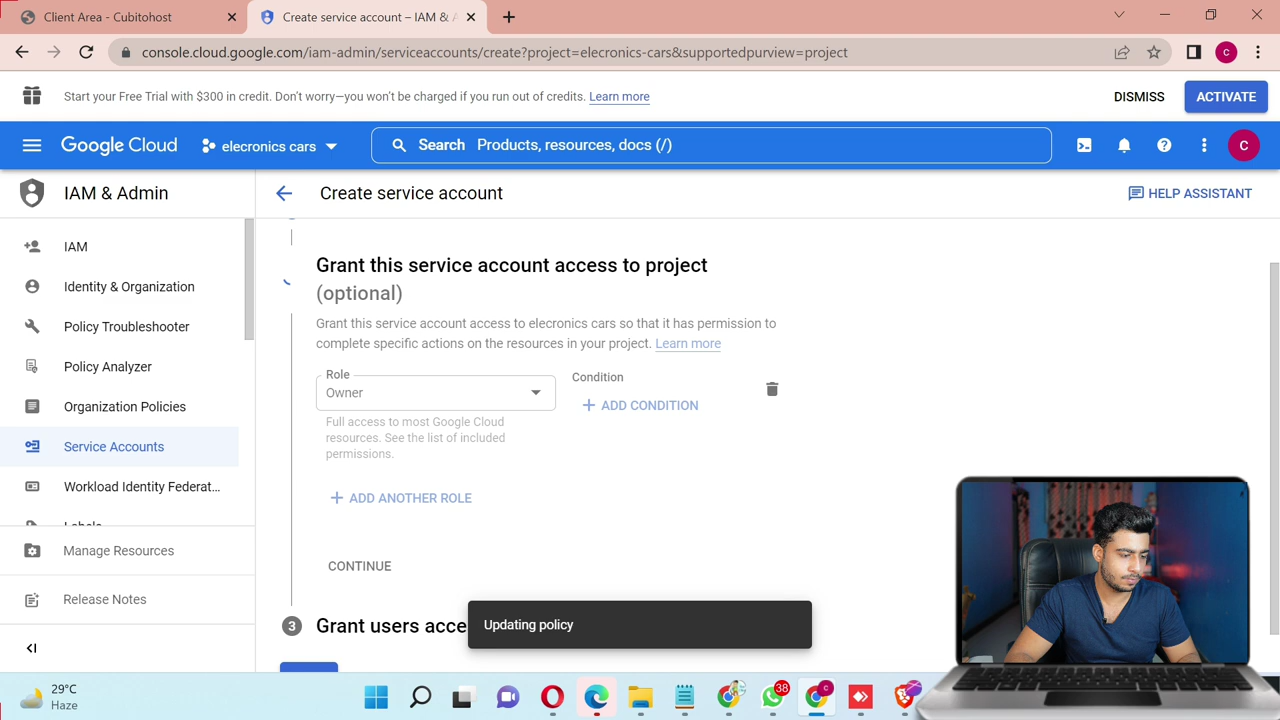 Client Area - Cubitohost
Create service account – IAM & A
console.cloud.google.com/iam-admin/serviceaccounts/create?project=elecronics-cars&supportedpurview=project
c
Start your Free Trial with $300 in credit. Don't worry—you won't be charged if you run out of credits. Learn more
DISMISS
ACTIVATE
Google Cloud
elecronics cars
Search Products, resources, docs (/)
C
IAM & Admin
Create service account
HELP ASSISTANT
IAM
Identity & Organization
Policy Troubleshooter
Policy Analyzer
Organization Policies
Service Accounts
Workload Identity Federat...
Labels
Manage Resources
Release Notes
Grant this service account access to project
(optional)
Grant this service account access to elecronics cars so that it has permission to
complete specific actions on the resources in your project. Learn more
Role
Owner
Condition
ADD CONDITION
Full access to most Google Cloud
resources. See the list of included
permissions.
ADD ANOTHER ROLE
CONTINUE
3 Grant users acce
Updating policy
29°C
Haze
38
c